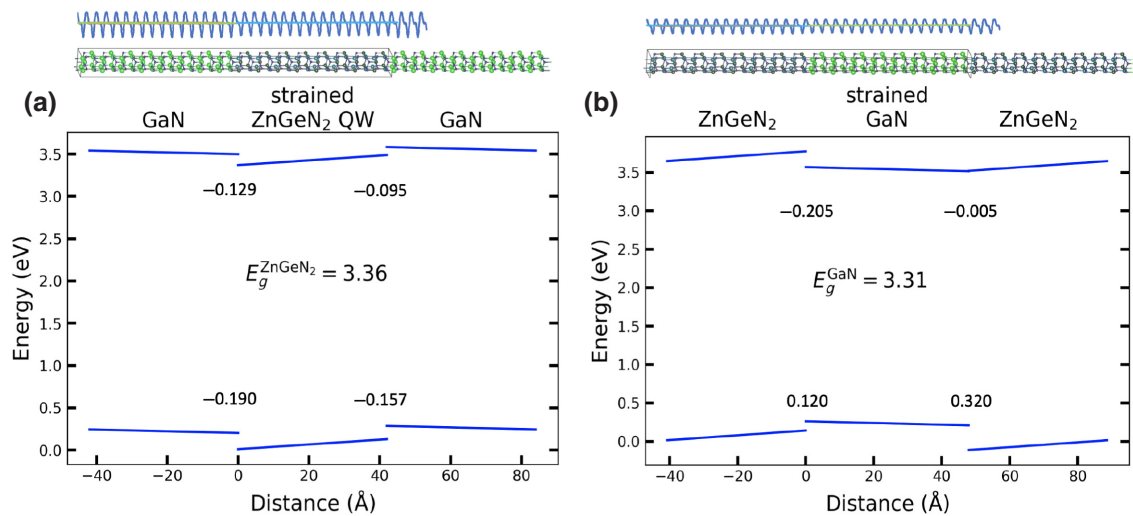 (a)
strained
GaN ZnGeN₂ QW GaN
3.5
3.0
2.5
2.0
1.5
1.0
0.5
0.0
Energy (eV)
−0.129 −0.095
E_g^ZnGeN₂ = 3.36
−0.190 −0.157
−40 −20 0 20 40 60 80
Distance (Å)
(b)
strained
ZnGeN₂ GaN ZnGeN₂
3.5
3.0
2.5
2.0
1.5
1.0
0.5
0.0
Energy (eV)
−0.205 −0.005
E_g^GaN = 3.31
0.120 0.320
−40 −20 0 20 40 60 80
Distance (Å)